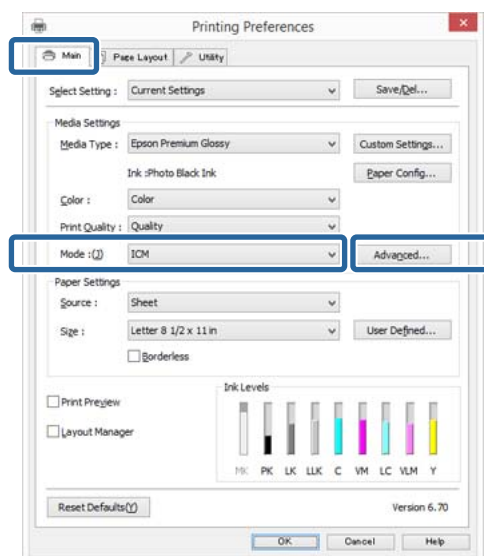 Printing Preferences
Main Page Layout Utility
Select Setting : Current Settings Save/Del...
Media Settings
Media Type : Epson Premium Glossy Custom Settings...
Ink :Photo Black Ink Paper Config...
Color : Color
Print Quality : Quality
Mode :(J) ICM Advanced...
Paper Settings
Source : Sheet
Size : Letter 8 1/2 x 11 in User Defined...
Borderless
Ink Levels
Print Preview
Layout Manager
MK PK LK LLK C VM LC VLM Y
Reset Defaults(Y) Version 6.70
OK Cancel Help